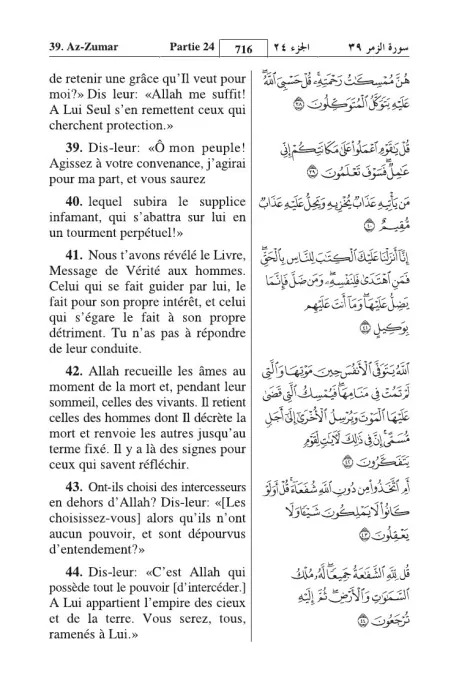 39. Az-Zumar Partie 24 716 الجزء ٢٤ سورة الزمر ٣٩
de retenir une grâce qu'Il veut pour
moi?» Dis leur: «Allah me suffit!
A Lui Seul s'en remettent ceux qui
cherchent protection.»
39. Dis-leur: «Ô mon peuple!
Agissez à votre convenance, j'agirai
pour ma part, et vous saurez
40. lequel subira le supplice
infamant, qui s'abattra sur lui en
un tourment perpétuel!»
41. Nous t'avons révélé le Livre,
Message de Vérité aux hommes.
Celui qui se fait guider par lui, le
fait pour son propre intérêt, et celui
qui s'égare le fait à son propre
détriment. Tu n'as pas à répondre
de leur conduite.
42. Allah recueille les âmes au
moment de la mort et, pendant leur
sommeil, celles des vivants. Il retient
celles des hommes dont Il décrète la
mort et renvoie les autres jusqu'au
terme fixé. Il y a là des signes pour
ceux qui savent réfléchir.
43. Ont-ils choisi des intercesseurs
en dehors d'Allah? Dis-leur: «[Les
choisissez-vous] alors qu'ils n'ont
aucun pouvoir, et sont dépourvus
d'entendement?»
44. Dis-leur: «C'est Allah qui
possède tout le pouvoir [d'intercéder.]
A Lui appartient l'empire des cieux
et de la terre. Vous serez, tous,
ramenés à Lui.»
هُنَّ مُمْسِكَٰتُ رَحْمَتِهِۦ ۚ قُلْ حَسْبِيَ ٱللَّهُ ۖ
عَلَيْهِ يَتَوَكَّلُ ٱلْمُتَوَكِّلُونَ ٣٨
قُلْ يَٰقَوْمِ ٱعْمَلُوا۟ عَلَىٰ مَكَانَتِكُمْ إِنِّى
عَٰمِلٌ ۖ فَسَوْفَ تَعْلَمُونَ ٣٩
مَن يَأْتِيهِ عَذَابٌ يُخْزِيهِ وَيَحِلُّ عَلَيْهِ عَذَابٌ
مُّقِيمٌ ٤٠
إِنَّآ أَنزَلْنَا عَلَيْكَ ٱلْكِتَٰبَ لِلنَّاسِ بِٱلْحَقِّ ۖ
فَمَنِ ٱهْتَدَىٰ فَلِنَفْسِهِۦ ۖ وَمَن ضَلَّ فَإِنَّمَا
يَضِلُّ عَلَيْهَا ۖ وَمَآ أَنتَ عَلَيْهِم
بِوَكِيلٍ ٤١
ٱللَّهُ يَتَوَفَّى ٱلْأَنفُسَ حِينَ مَوْتِهَا وَٱلَّتِى
لَمْ تَمُتْ فِى مَنَامِهَا ۖ فَيُمْسِكُ ٱلَّتِى قَضَىٰ
عَلَيْهَا ٱلْمَوْتَ وَيُرْسِلُ ٱلْأُخْرَىٰٓ إِلَىٰٓ أَجَلٍ
مُّسَمًّى ۚ إِنَّ فِى ذَٰلِكَ لَءَايَٰتٍ لِّقَوْمٍ
يَتَفَكَّرُونَ ٤٢
أَمِ ٱتَّخَذُوا۟ مِن دُونِ ٱللَّهِ شُفَعَآءَ ۚ قُلْ أَوَلَوْ
كَانُوا۟ لَا يَمْلِكُونَ شَيْـًٔا وَلَا
يَعْقِلُونَ ٤٣
قُل لِّلَّهِ ٱلشَّفَٰعَةُ جَمِيعًا ۖ لَّهُۥ مُلْكُ
ٱلسَّمَٰوَٰتِ وَٱلْأَرْضِ ۖ ثُمَّ إِلَيْهِ
تُرْجَعُونَ ٤٤